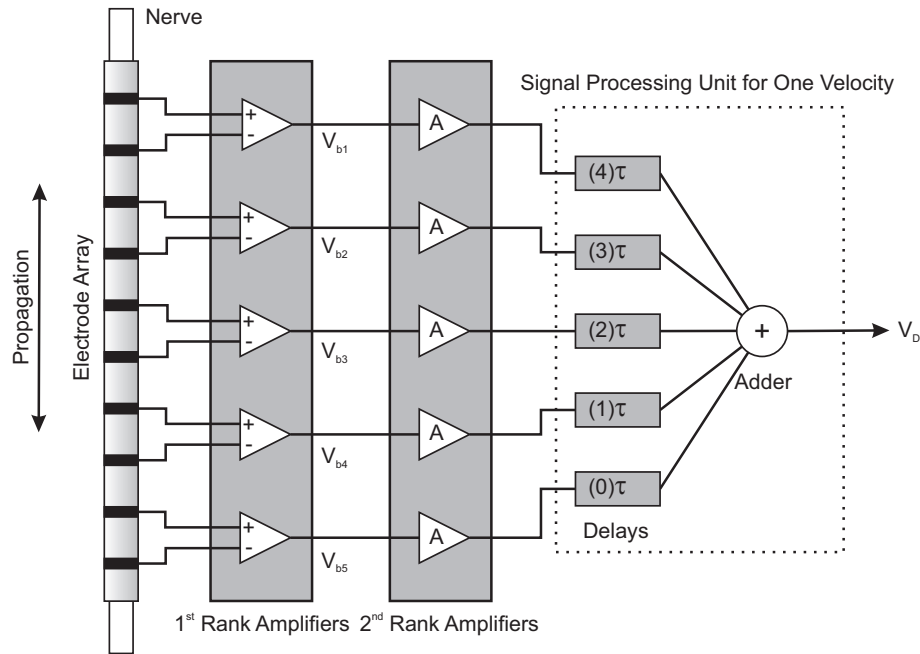 Nerve
Signal Processing Unit for One Velocity
Propagation
Electrode Array
+
-
+
-
+
-
+
-
+
-
V_b1
V_b2
V_b3
V_b4
V_b5
A
A
A
A
A
(4)τ
(3)τ
(2)τ
(1)τ
(0)τ
Delays
+
Adder
V_D
1st Rank Amplifiers
2nd Rank Amplifiers